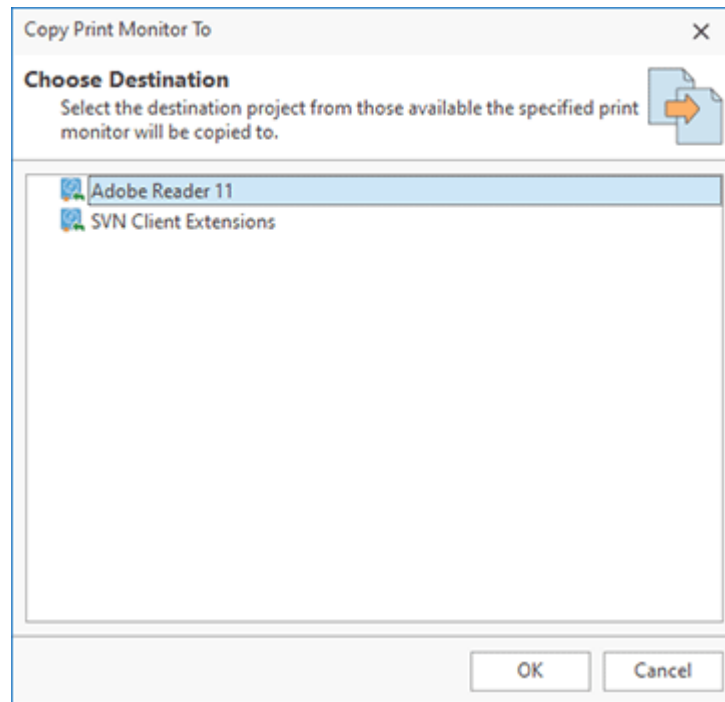 Copy Print Monitor To
Choose Destination
Select the destination project from those available the specified print
monitor will be copied to.
Adobe Reader 11
SVN Client Extensions
OK
Cancel